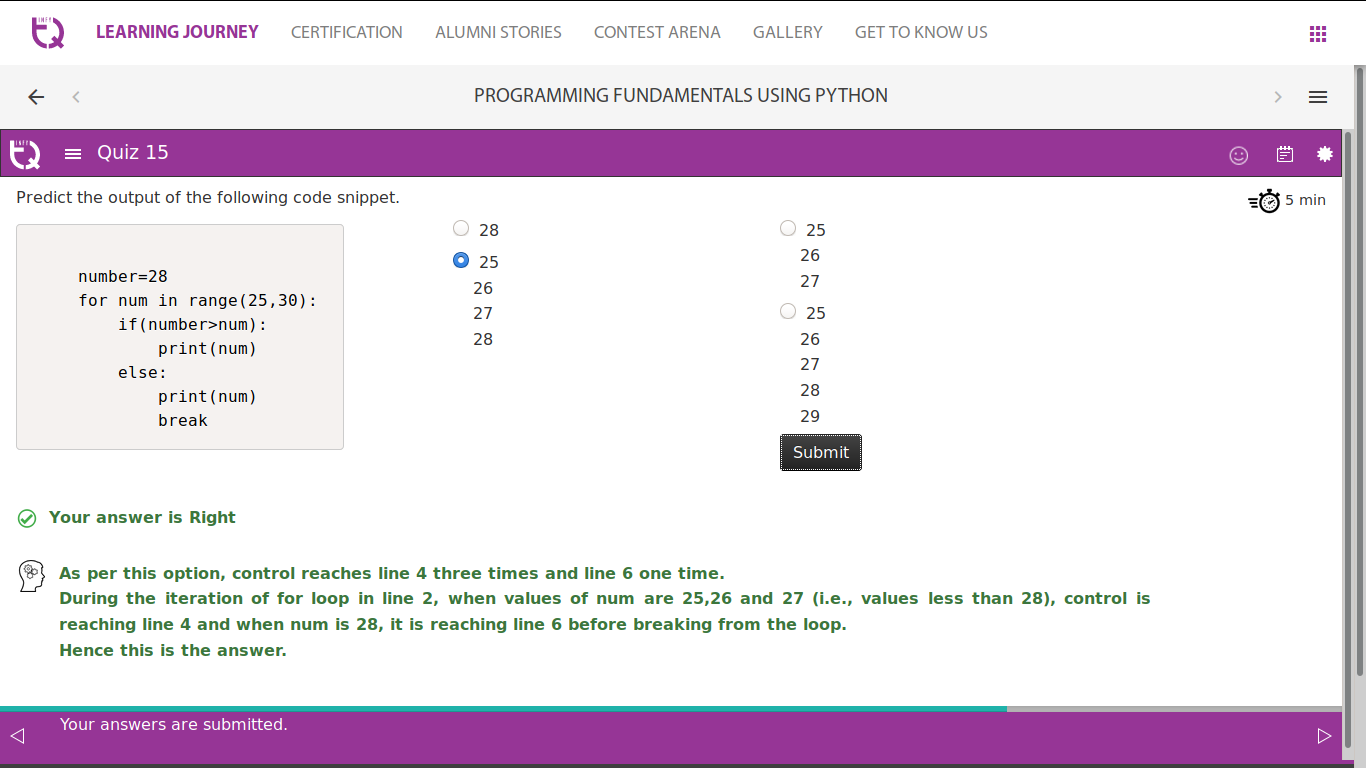 INFY
TQ
LEARNING JOURNEY
CERTIFICATION
ALUMNI STORIES
CONTEST ARENA
GALLERY
GET TO KNOW US
PROGRAMMING FUNDAMENTALS USING PYTHON
INFY
TQ
Quiz 15
Predict the output of the following code snippet.
5 min
number=28
for num in range(25,30):
if(number>num):
print(num)
else:
print(num)
break
28
25
26
27
28
25
26
27
25
26
27
28
29
Submit
Your answer is Right
As per this option, control reaches line 4 three times and line 6 one time.
During the iteration of for loop in line 2, when values of num are 25,26 and 27 (i.e., values less than 28), control is
reaching line 4 and when num is 28, it is reaching line 6 before breaking from the loop.
Hence this is the answer.
Your answers are submitted.